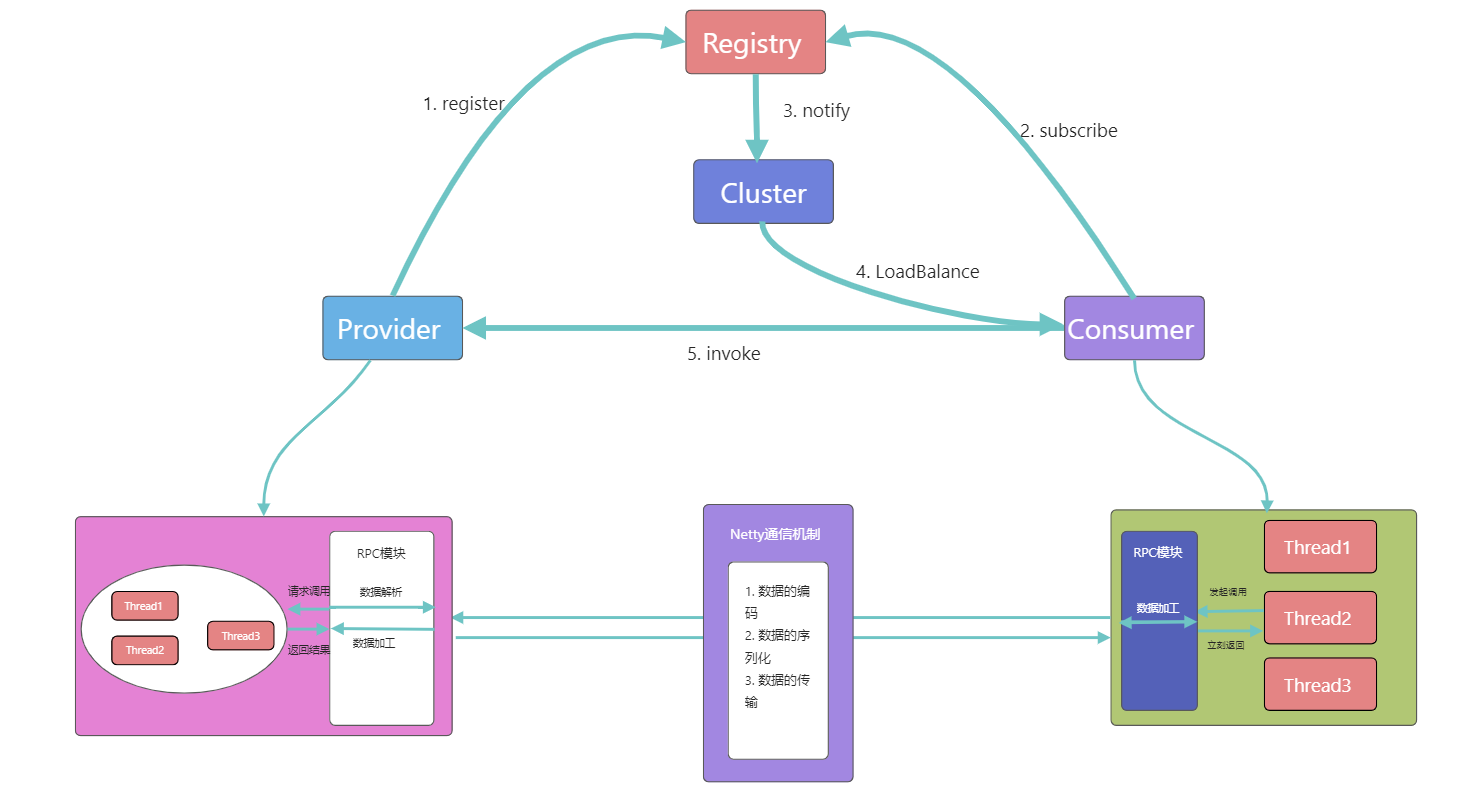 Registry
1. register
3. notify
2. subscribe
Cluster
4. LoadBalance
Provider
Consumer
5. invoke
RPC模块
请求调用
数据解析
Thread1
Thread3
Thread2
返回结果
数据加工
Netty通信机制
1. 数据的编
码
2. 数据的序
列化
3. 数据的传
输
RPC模块
数据加工
发起调用
立刻返回
Thread1
Thread2
Thread3